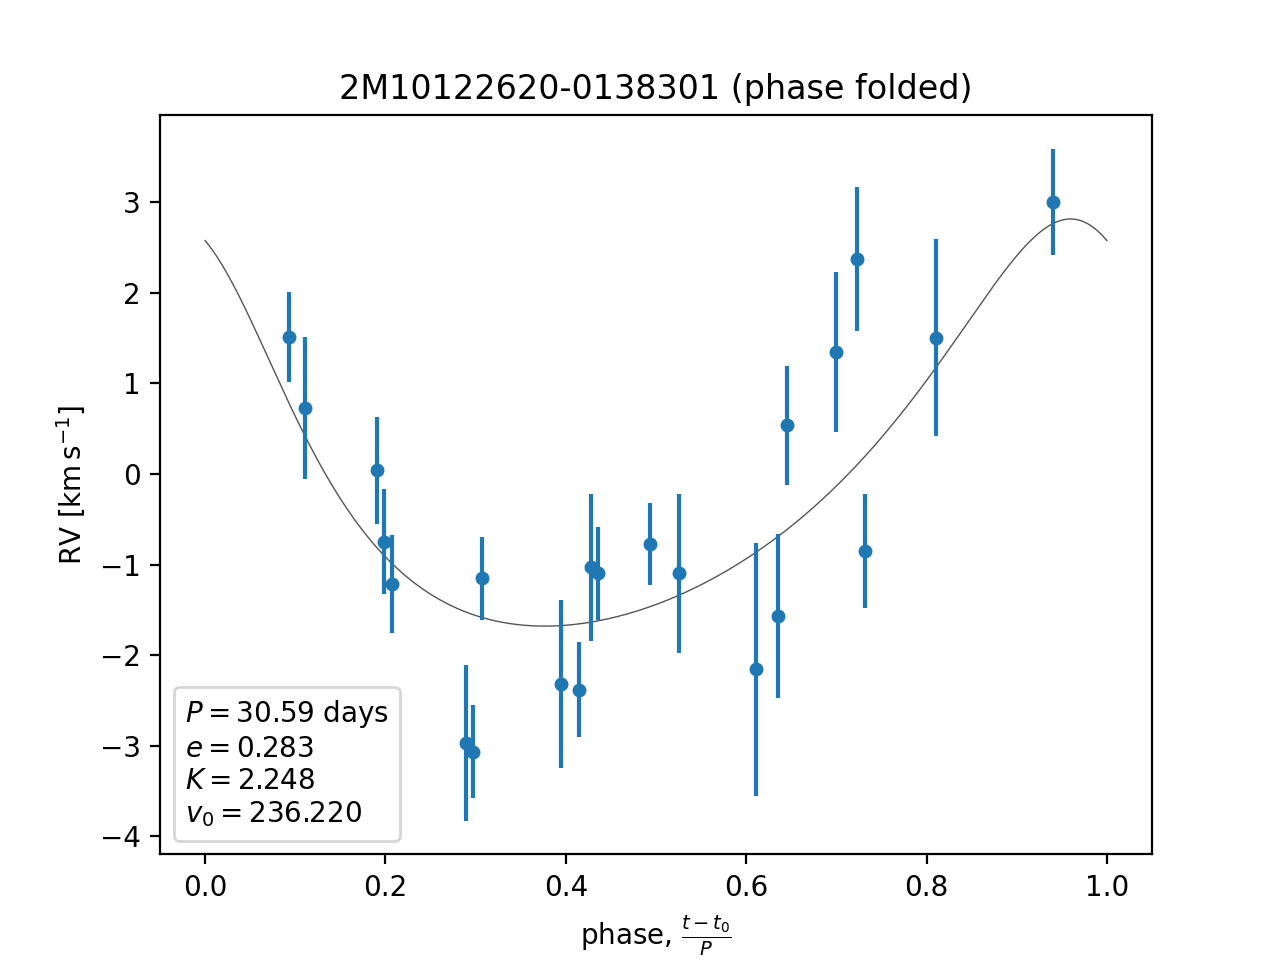 2M10122620-0138301 (phase folded)
RV [km s⁻¹]
3
2
1
0
−1
−2
−3
−4
P = 30.59 days
e = 0.283
K = 2.248
v₀ = 236.220
0.0 0.2 0.4 0.6 0.8 1.0
phase, (t − t₀)/P